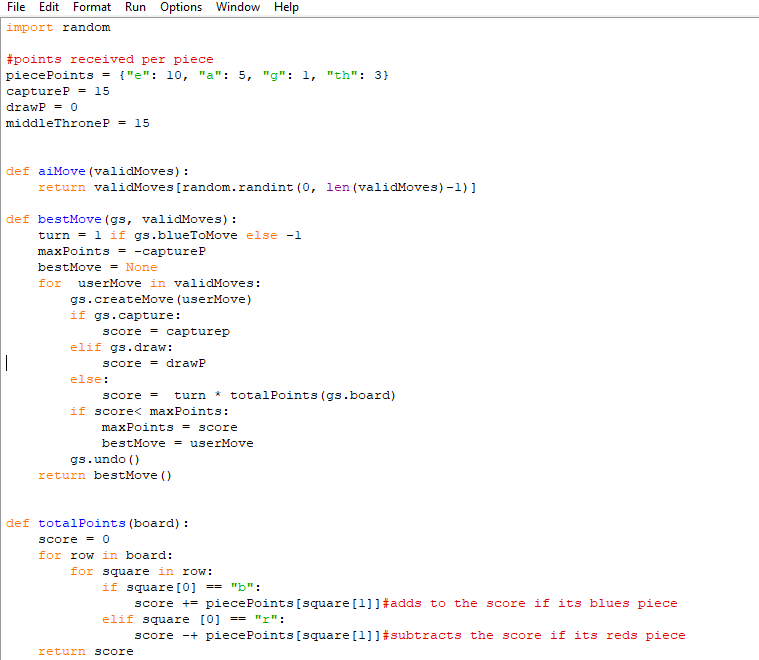 File Edit Format Run Options Window Help
import random

#points received per piece
piecePoints = {"e": 10, "a": 5, "g": 1, "th": 3}
captureP = 15
drawP = 0
middleThroneP = 15


def aiMove(validMoves):
    return validMoves[random.randint(0, len(validMoves)-1)]

def bestMove(gs, validMoves):
    turn = 1 if gs.blueToMove else -1
    maxPoints = -captureP
    bestMove = None
    for  userMove in validMoves:
        gs.createMove(userMove)
        if gs.capture:
            score = capturep
        elif gs.draw:
            score = drawP
        else:
            score =  turn * totalPoints(gs.board)
        if score< maxPoints:
            maxPoints = score
            bestMove = userMove
        gs.undo()
    return bestMove()


def totalPoints(board):
    score = 0
    for row in board:
        for square in row:
            if square[0] == "b":
                score += piecePoints[square[1]]#adds to the score if its blues piece
            elif square [0] == "r":
                score -+ piecePoints[square[1]]#subtracts the score if its reds piece
    return score